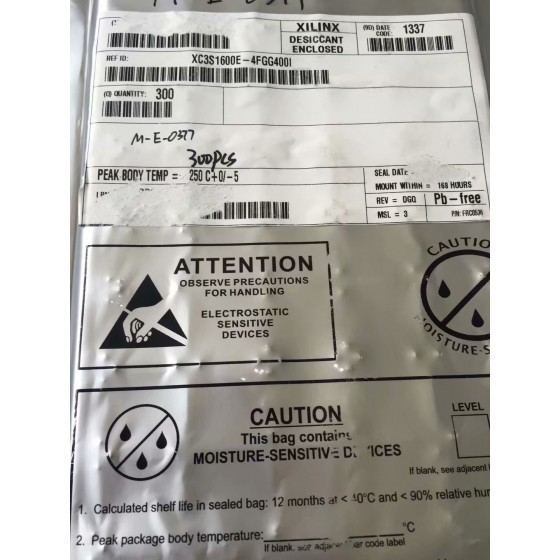 XILINX
DESICCANT
ENCLOSED
(9D) DATE
CODE: 1337
REF ID: XC3S1600E-4FGG400I
(Q) QUANTITY: 300
M-E-0377
300pcs
PEAK BODY TEMP = 250 C+0/-5
SEAL DATE
MOUNT WITHIN = 168 HOURS
REV = DGQ
Pb-free
MSL = 3
P/N:
ATTENTION
OBSERVE PRECAUTIONS
FOR HANDLING
ELECTROSTATIC
SENSITIVE
DEVICES
CAUTIO
OISTURE-S
CAUTION
This bag contains
MOISTURE-SENSITIVE D ICES
LEVEL
If blank, see adjacent
1. Calculated shelf life in sealed bag: 12 months at < 40°C and < 90% relative hu
2. Peak package body temperature: °C
If blank, see adjacent bar code label